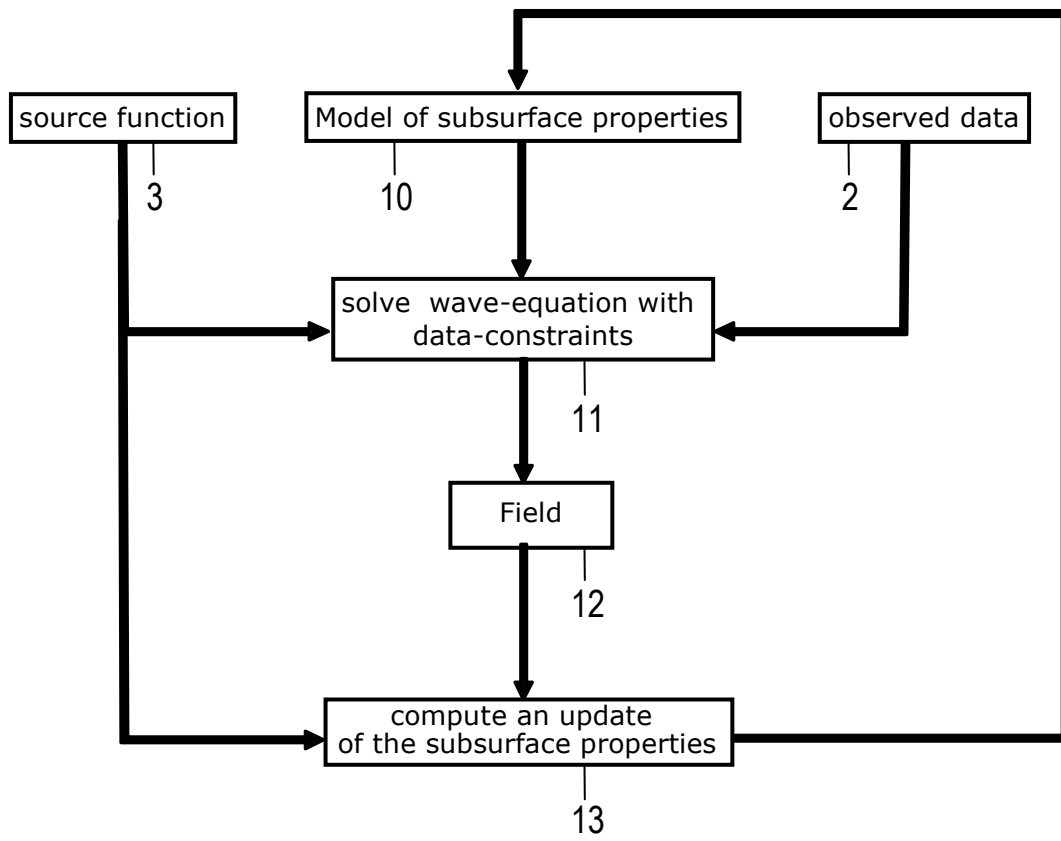 source function
Model of subsurface properties
observed data
3
10
2
solve wave-equation with
data-constraints
11
Field
12
compute an update
of the subsurface properties
13